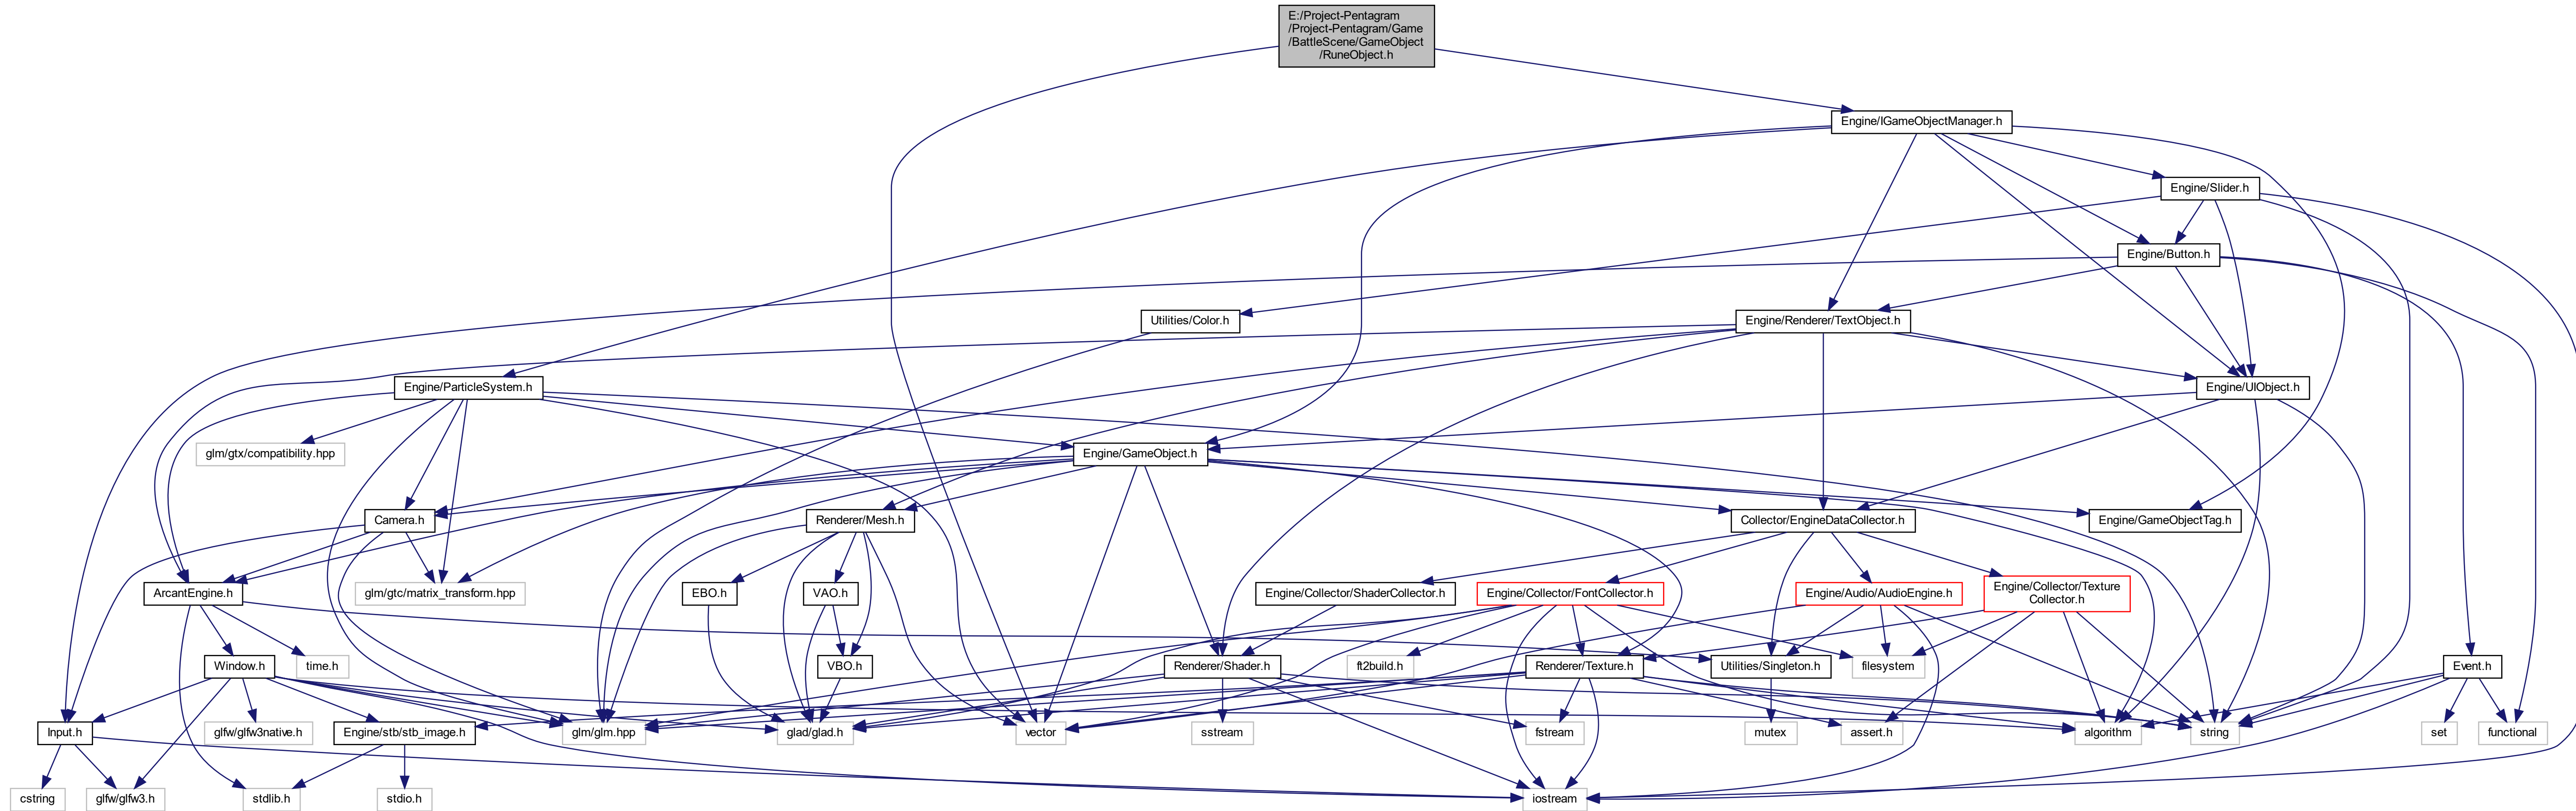 E:/Project-Pentagram
/Project-Pentagram/Game
/BattleScene/GameObject
/RuneObject.h
Engine/IGameObjectManager.h
Engine/Slider.h
Engine/Button.h
Utilities/Color.h
Engine/Renderer/TextObject.h
Engine/ParticleSystem.h
Engine/UIObject.h
glm/gtx/compatibility.hpp
Engine/GameObject.h
Camera.h
Renderer/Mesh.h
Collector/EngineDataCollector.h
Engine/GameObjectTag.h
ArcantEngine.h
glm/gtc/matrix_transform.hpp
EBO.h
VAO.h
Engine/Collector/ShaderCollector.h
Engine/Collector/FontCollector.h
Engine/Audio/AudioEngine.h
Engine/Collector/Texture
Collector.h
Window.h
time.h
VBO.h
ft2build.h
Renderer/Shader.h
Renderer/Texture.h
Utilities/Singleton.h
filesystem
Event.h
Input.h
glfw/glfw3native.h
Engine/stb/stb_image.h
glm/glm.hpp
glad/glad.h
vector
sstream
fstream
mutex
assert.h
algorithm
string
set
functional
cstring
glfw/glfw3.h
stdlib.h
stdio.h
iostream